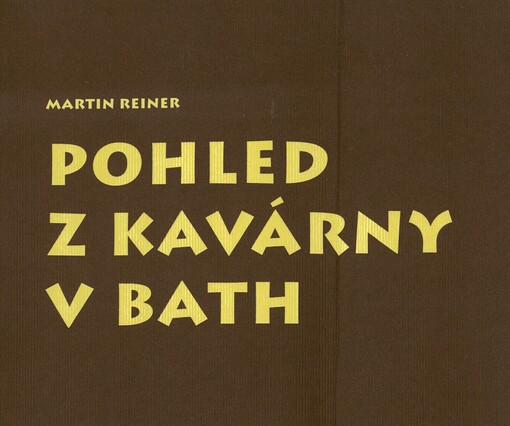 MARTIN REINER
POHLED
Z KAVÁRNY
V BATH